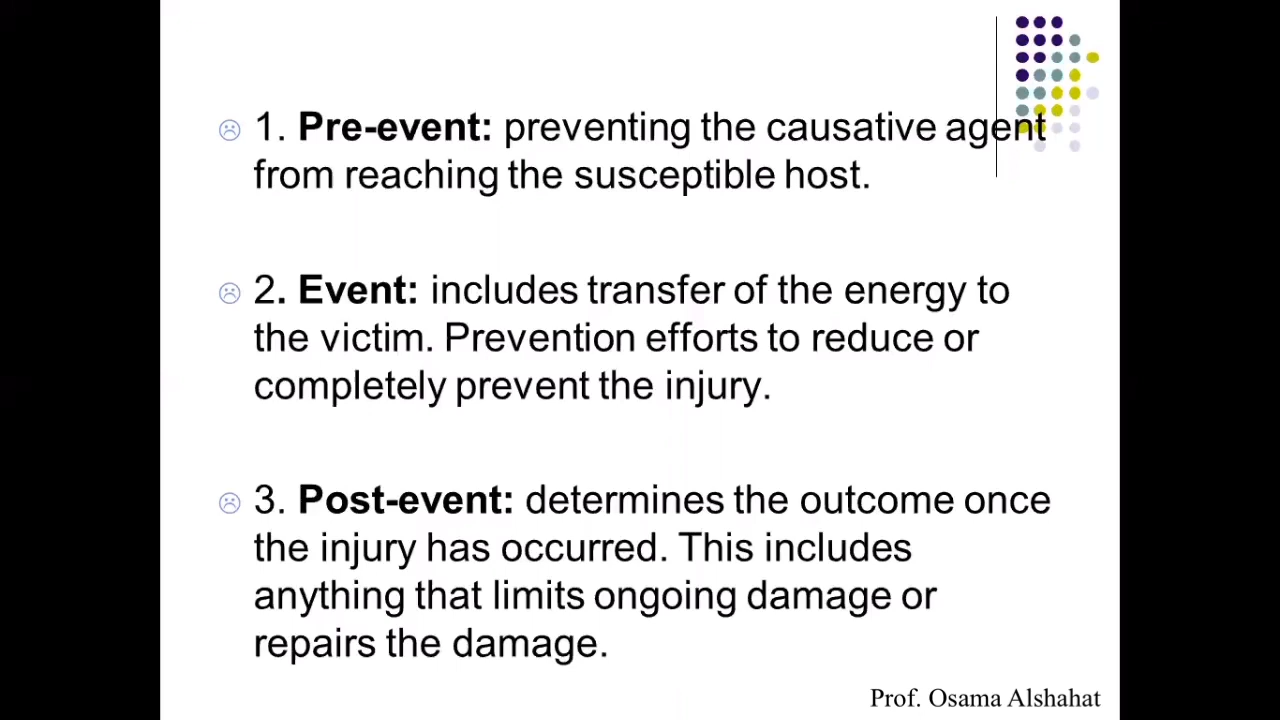 1. Pre-event: preventing the causative agent
from reaching the susceptible host.
2. Event: includes transfer of the energy to
the victim. Prevention efforts to reduce or
completely prevent the injury.
3. Post-event: determines the outcome once
the injury has occurred. This includes
anything that limits ongoing damage or
repairs the damage.
Prof. Osama Alshahat